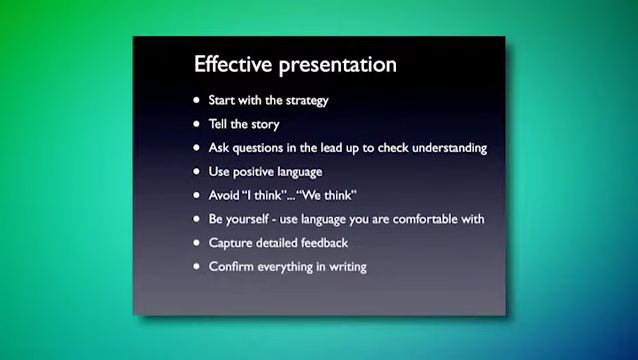 Effective presentation
• Start with the strategy
• Tell the story
• Ask questions in the lead up to check understanding
• Use positive language
• Avoid "I think"... "We think"
• Be yourself - use language you are comfortable with
• Capture detailed feedback
• Confirm everything in writing